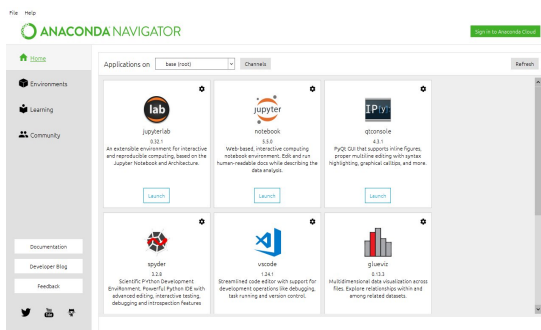 File Help
ANACONDA NAVIGATOR
Sign in to Anaconda Cloud
Home
Environments
Learning
Community
Documentation
Developer Blog
Feedback
You
Tube
Applications on base (root) Channels
Refresh
lab
jupyterlab
0.32.1
An extensible environment for interactive
and reproducible computing, based on the
Jupyter Notebook and Architecture.
Launch
jupyter
notebook
5.5.0
Web-based, interactive computing
notebook environment. Edit and run
human-readable docs while describing the
data analysis.
Launch
IP[y]:
qtconsole
4.3.1
PyQt GUI that supports inline figures,
proper multiline editing with syntax
highlighting, graphical calltips, and more.
Launch
spyder
3.2.8
Scientific PYthon Development
EnviRonment. Powerful Python IDE with
advanced editing, interactive testing,
debugging and introspection features
vscode
1.24.1
Streamlined code editor with support for
development operations like debugging,
task running and version control.
glueviz
0.13.3
Multidimensional data visualization across
files. Explore relationships within and
among related datasets.